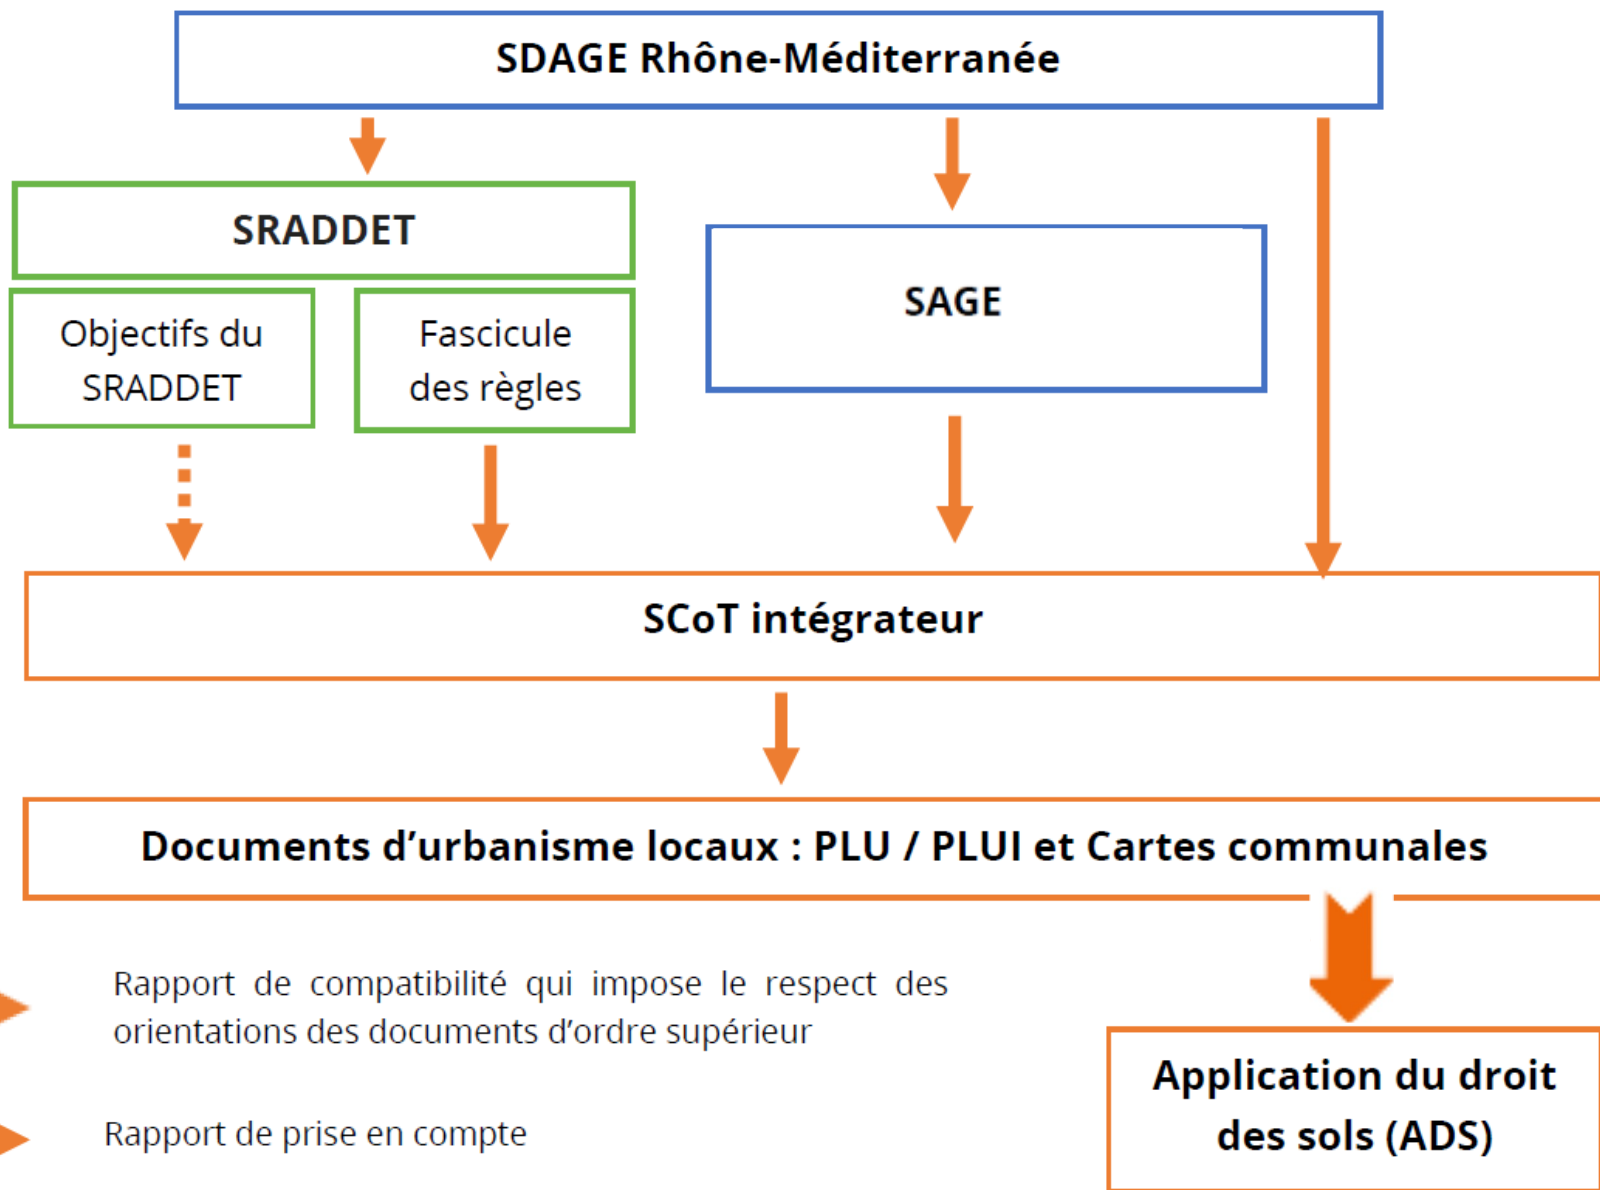 SDAGE Rhône-Méditerranée
SRADDET
SAGE
Objectifs du
SRADDET
Fascicule
des règles
SCoT intégrateur
Documents d’urbanisme locaux : PLU / PLUI et Cartes communales
Rapport de compatibilité qui impose le respect des
orientations des documents d’ordre supérieur
Rapport de prise en compte
Application du droit
des sols (ADS)